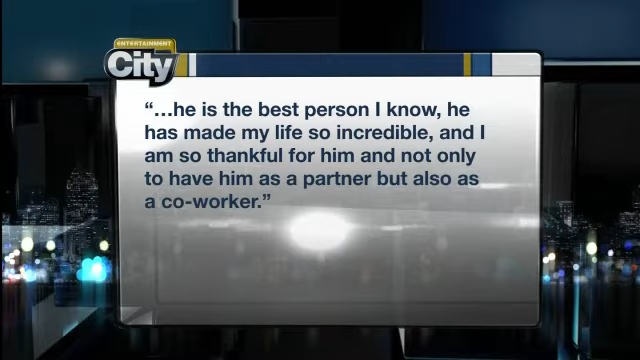 ENTERTAINMENT
City
“...he is the best person I know, he
has made my life so incredible, and I
am so thankful for him and not only
to have him as a partner but also as
a co-worker.”